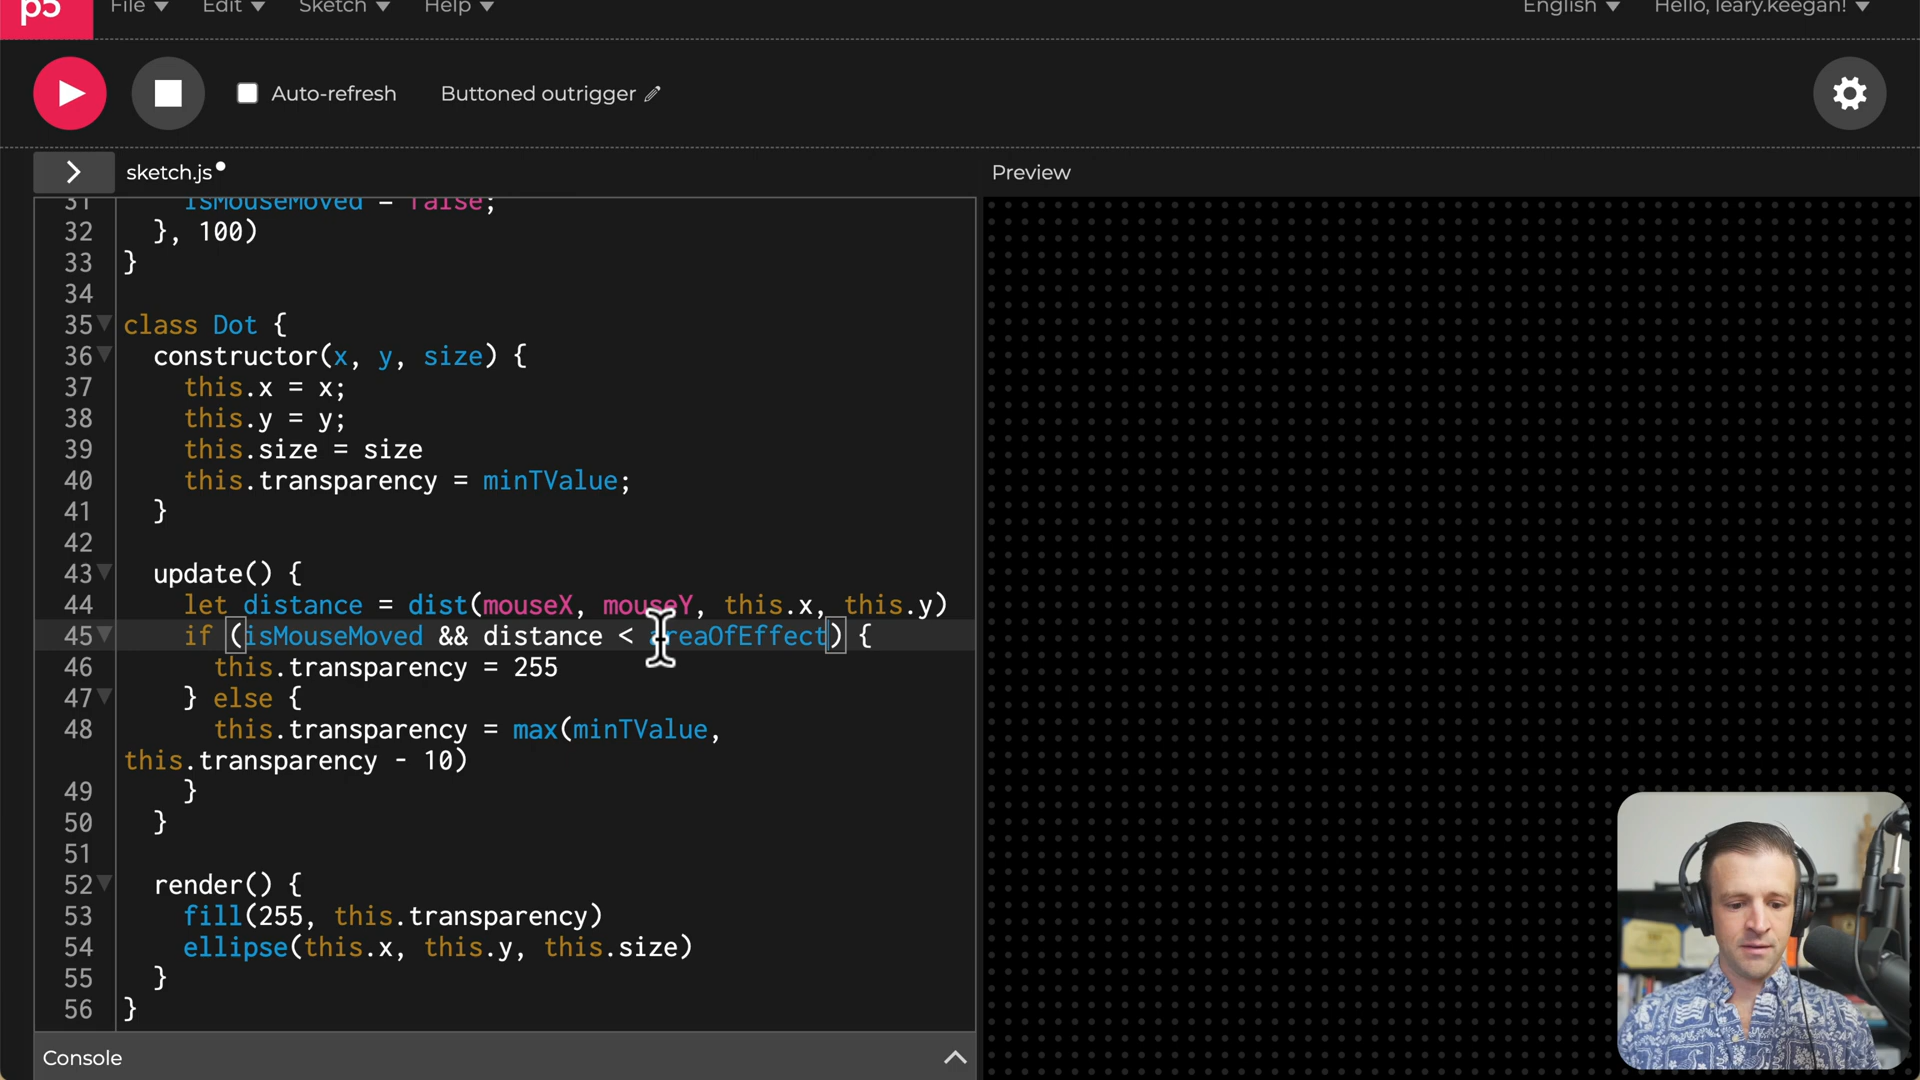 p5 File Edit Sketch Help English Hello, leary.keegan!
Auto-refresh Buttoned outrigger
sketch.js Preview
31 isMouseMoved = false;
32 }, 100)
33 }
34
35 class Dot {
36 constructor(x, y, size) {
37 this.x = x;
38 this.y = y;
39 this.size = size
40 this.transparency = minTValue;
41 }
42
43 update() {
44 let distance = dist(mouseX, mouseY, this.x, this.y)
45 if (isMouseMoved && distance < areaOfEffect) {
46 this.transparency = 255
47 } else {
48 this.transparency = max(minTValue,
this.transparency - 10)
49 }
50 }
51
52 render() {
53 fill(255, this.transparency)
54 ellipse(this.x, this.y, this.size)
55 }
56 }
Console